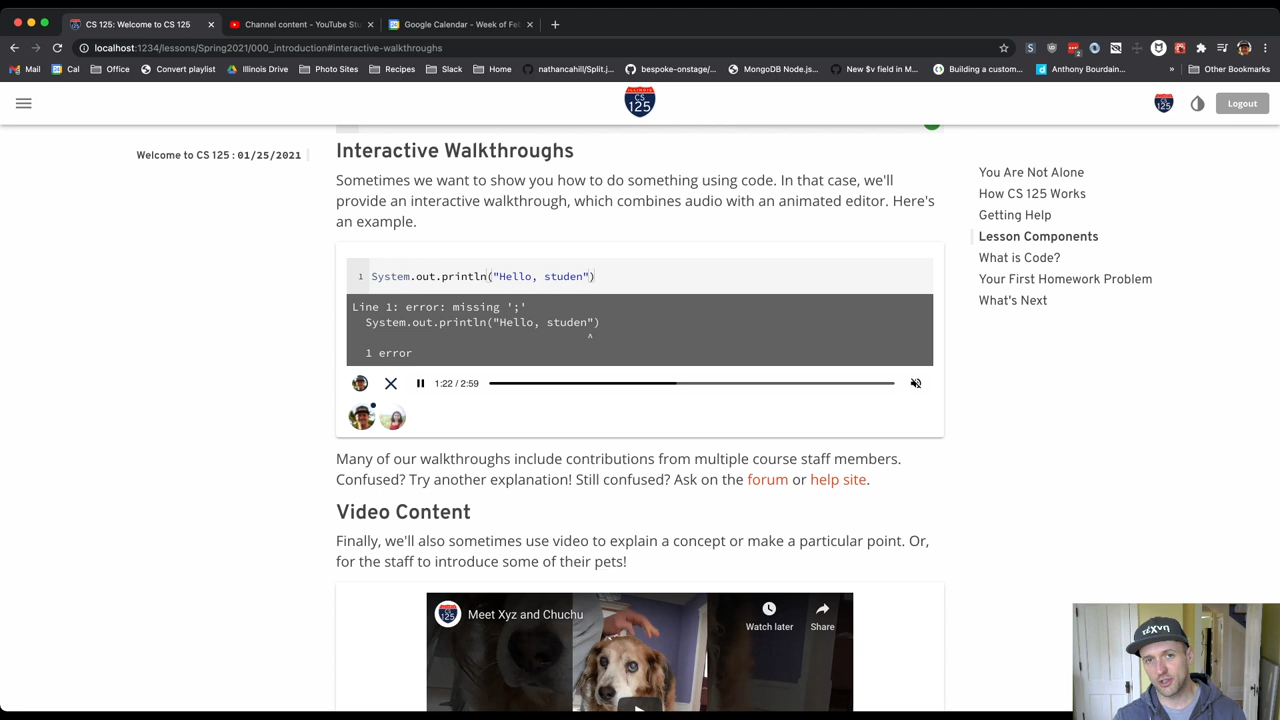 CS 125: Welcome to CS 125
Channel content - YouTube Stu
Google Calendar - Week of Feb
localhost:1234/lessons/Spring2021/000_introduction#interactive-walkthroughs
Mail
Cal
Office
Convert playlist
Illinois Drive
Photo Sites
Recipes
Slack
Home
nathancahill/Split.j...
bespoke-onstage/...
MongoDB Node.js...
New $v field in M...
Building a custom...
Anthony Bourdain...
»
Other Bookmarks
ILLINOIS
CS
125
Logout
Welcome to CS 125 : 01/25/2021
Interactive Walkthroughs
Sometimes we want to show you how to do something using code. In that case, we'll
provide an interactive walkthrough, which combines audio with an animated editor. Here's
an example.
1 System.out.println("Hello, studen")
Line 1: error: missing ';'
System.out.println("Hello, studen")
^
1 error
1:22 / 2:59
Many of our walkthroughs include contributions from multiple course staff members.
Confused? Try another explanation! Still confused? Ask on the forum or help site.
Video Content
Finally, we'll also sometimes use video to explain a concept or make a particular point. Or,
for the staff to introduce some of their pets!
Meet Xyz and Chuchu
Watch later
Share
You Are Not Alone
How CS 125 Works
Getting Help
Lesson Components
What is Code?
Your First Homework Problem
What's Next
τέχνη